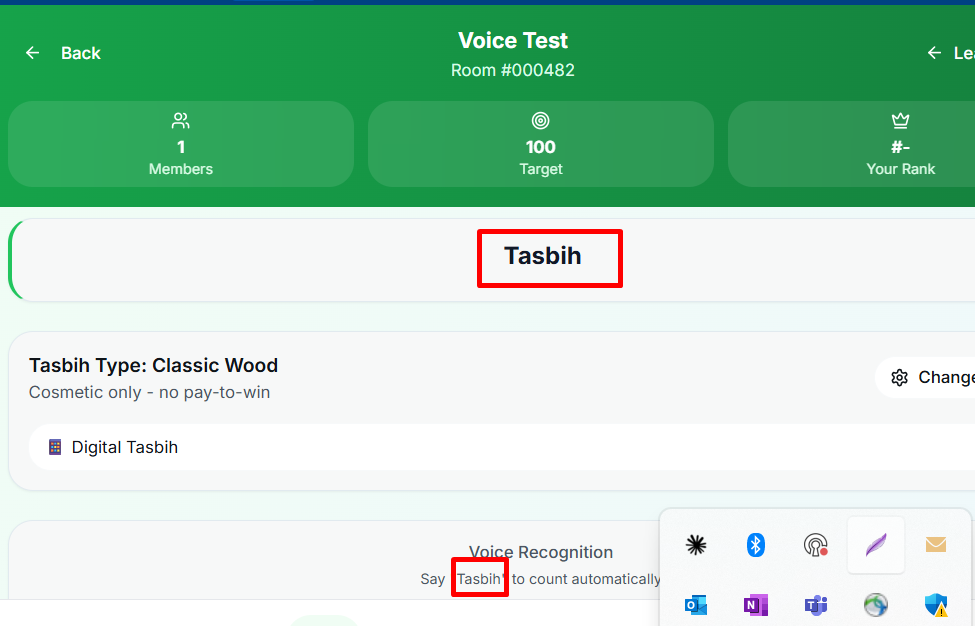 Back
Voice Test
Room #000482
Lea
1
Members
100
Target
#-
Your Rank
Tasbih
Tasbih Type: Classic Wood
Cosmetic only - no pay-to-win
Change
Digital Tasbih
Voice Recognition
Say "Tasbih" to count automatically